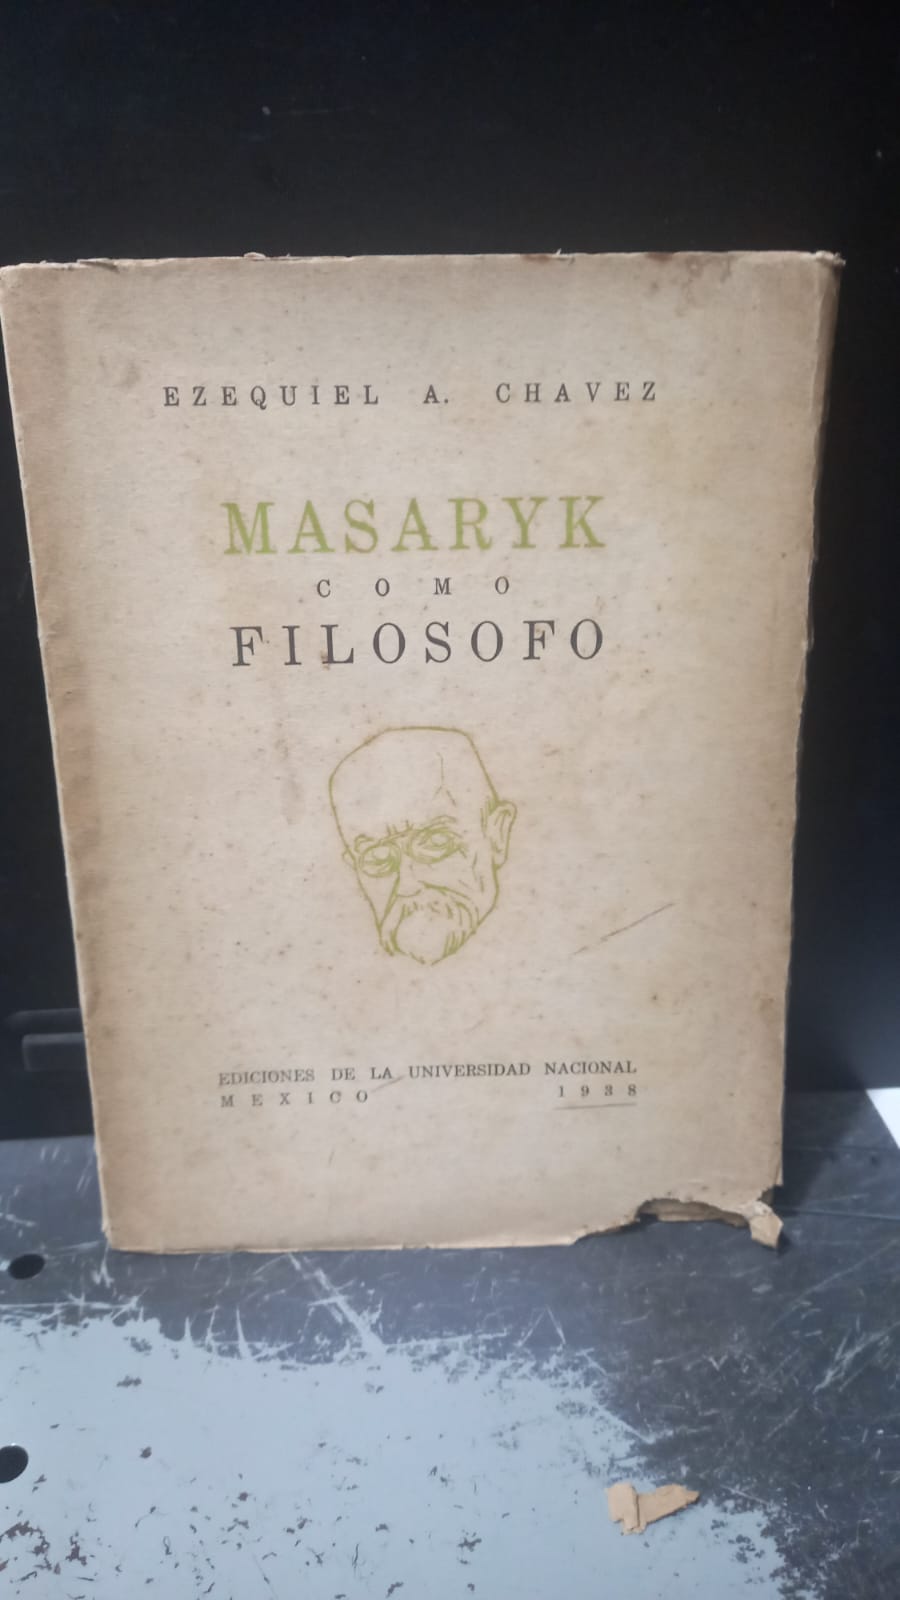 EZEQUIEL A. CHAVEZ
MASARYK
COMO
FILOSOFO
EDICIONES DE LA UNIVERSIDAD NACIONAL
MEXICO 1938